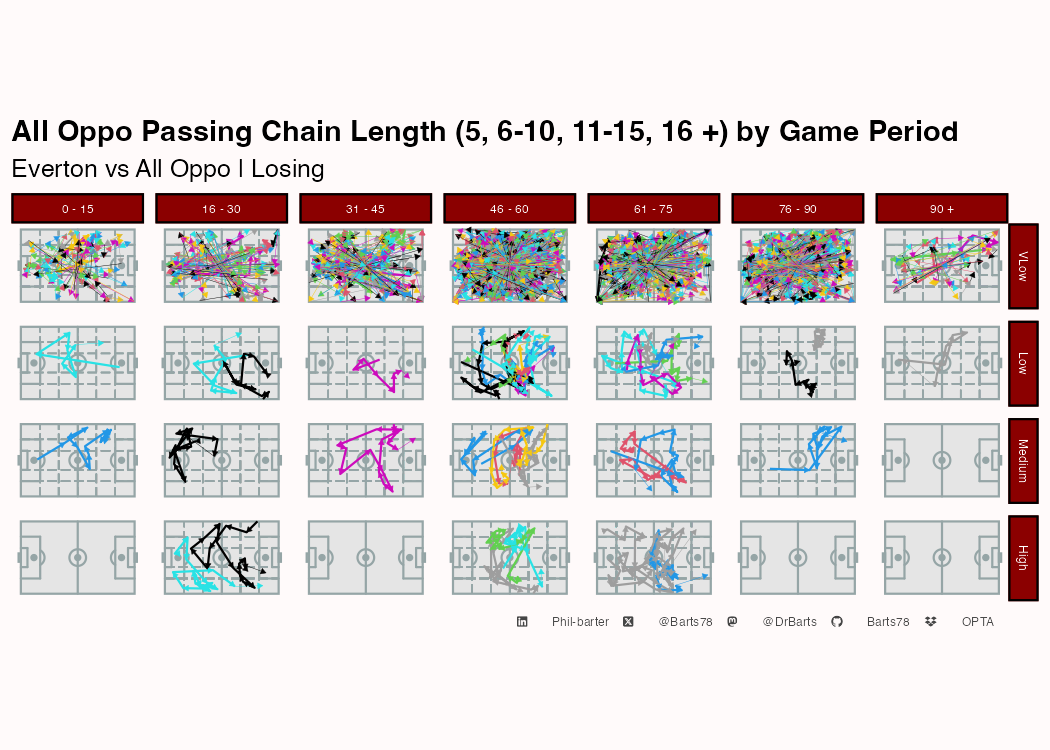 All Oppo Passing Chain Length (5, 6-10, 11-15, 16 +) by Game Period
Everton vs All Oppo | Losing
0 - 15 16 - 30 31 - 45 46 - 60 61 - 75 76 - 90 90 +
VLow
Low
Medium
High
Phil-barter @Barts78 @DrBarts Barts78 OPTA